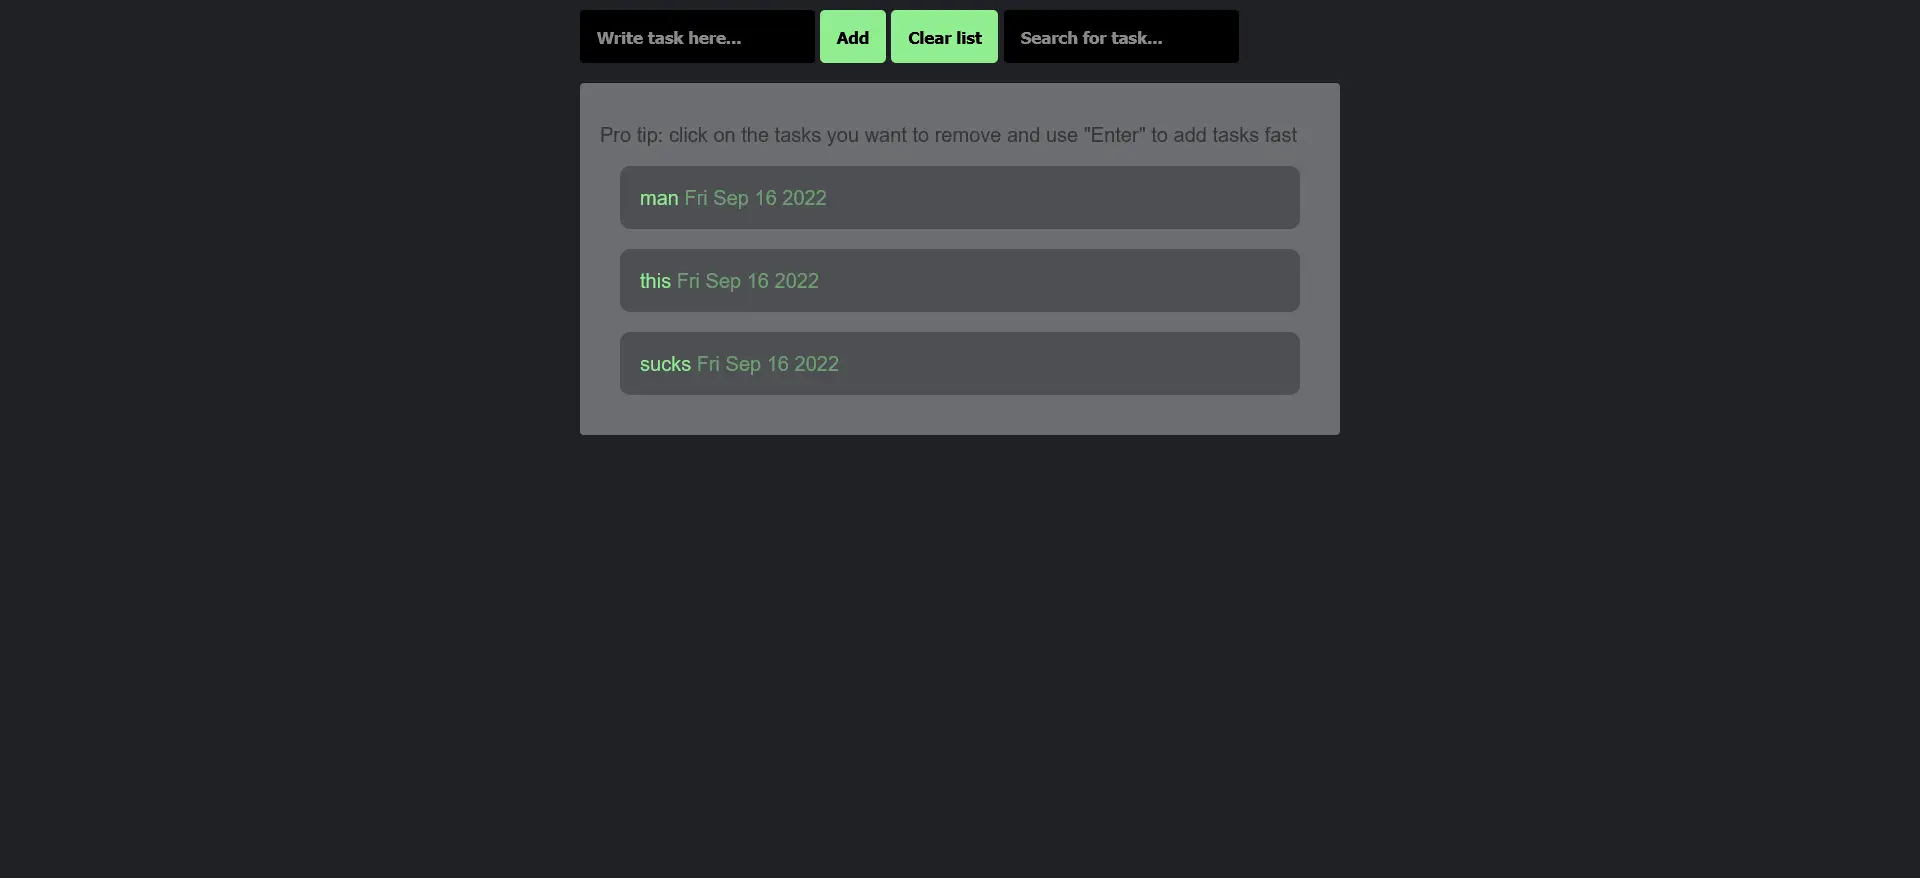 Write task here... Add Clear list Search for task...
Pro tip: click on the tasks you want to remove and use "Enter" to add tasks fast
man Fri Sep 16 2022
this Fri Sep 16 2022
sucks Fri Sep 16 2022